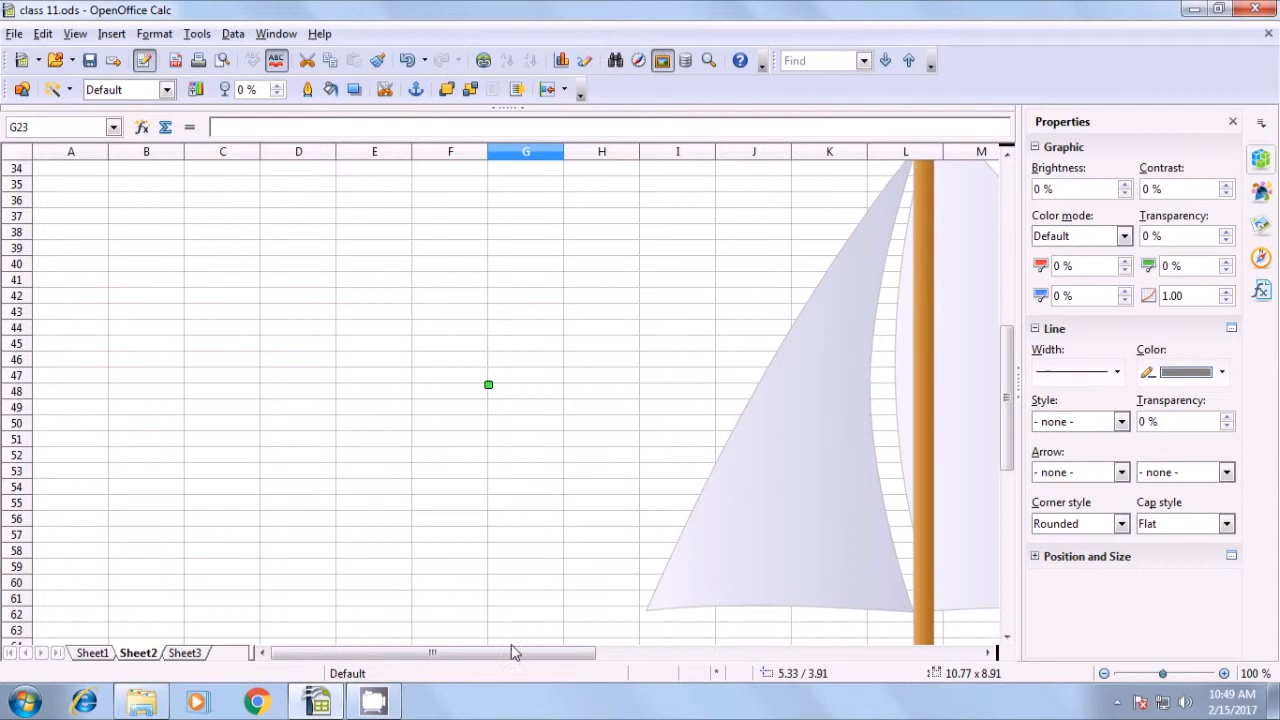 class 11.ods - OpenOffice Calc
File Edit View Insert Format Tools Data Window Help
Find
Default 0 %
G23
Properties
A B C D E F G H I J K L M
Graphic
Brightness: Contrast:
0 % 0 %
Color mode: Transparency:
Default 0 %
0 % 0 %
0 % 1.00
Line
Width: Color:
Style: Transparency:
- none - 0 %
Arrow:
- none - - none -
Corner style Cap style
Rounded Flat
Position and Size
34
35
36
37
38
39
40
41
42
43
44
45
46
47
48
49
50
51
52
53
54
55
56
57
58
59
60
61
62
63
Sheet1 Sheet2 Sheet3
Default * 5.33 / 3.91 10.77 x 8.91 100 %
10:49 AM
2/15/2017